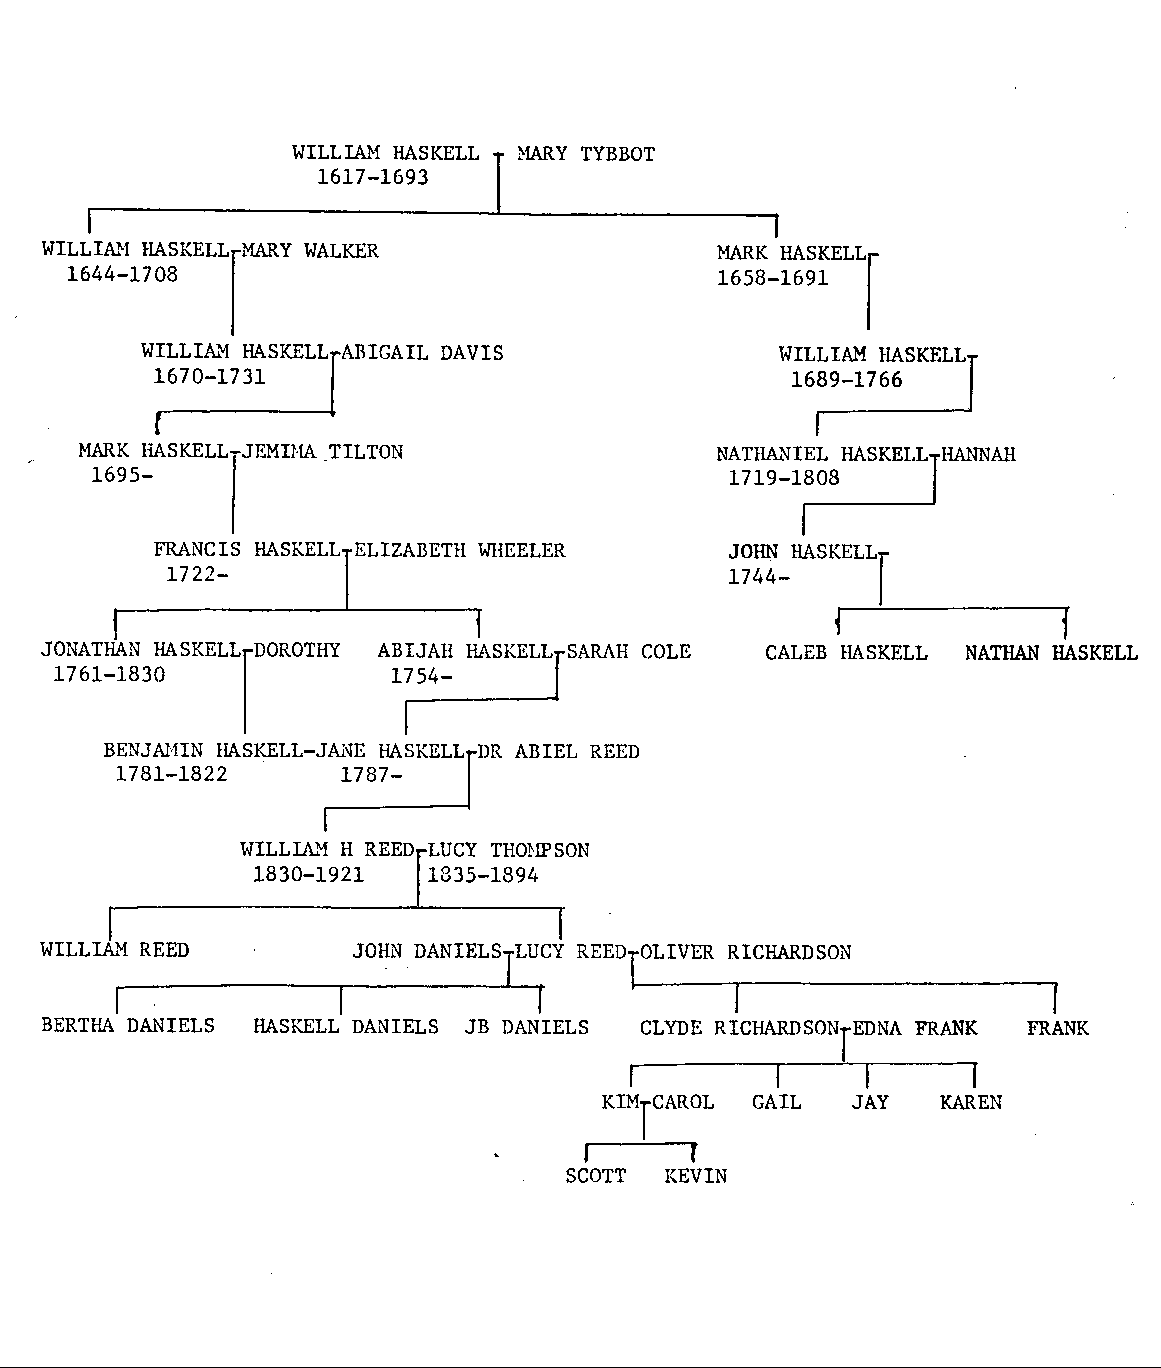 WILLIAM HASKELL MARY TYBBOT
1617-1693
WILLIAM HASKELL MARY WALKER MARK HASKELL
1644-1708 1658-1691
WILLIAM HASKELL ABIGAIL DAVIS WILLIAM HASKELL
1670-1731 1689-1766
MARK HASKELL JEMIMA TILTON NATHANIEL HASKELL HANNAH
1695- 1719-1808
FRANCIS HASKELL ELIZABETH WHEELER JOHN HASKELL
1722- 1744-
JONATHAN HASKELL DOROTHY ABIJAH HASKELL SARAH COLE CALEB HASKELL NATHAN HASKELL
1761-1830 1754-
BENJAMIN HASKELL-JANE HASKELL DR ABIEL REED
1781-1822 1787-
WILLIAM H REED LUCY THOMPSON
1830-1921 1835-1894
WILLIAM REED JOHN DANIELS LUCY REED OLIVER RICHARDSON
BERTHA DANIELS HASKELL DANIELS JB DANIELS CLYDE RICHARDSON EDNA FRANK FRANK
KIM CAROL GAIL JAY KAREN
SCOTT KEVIN